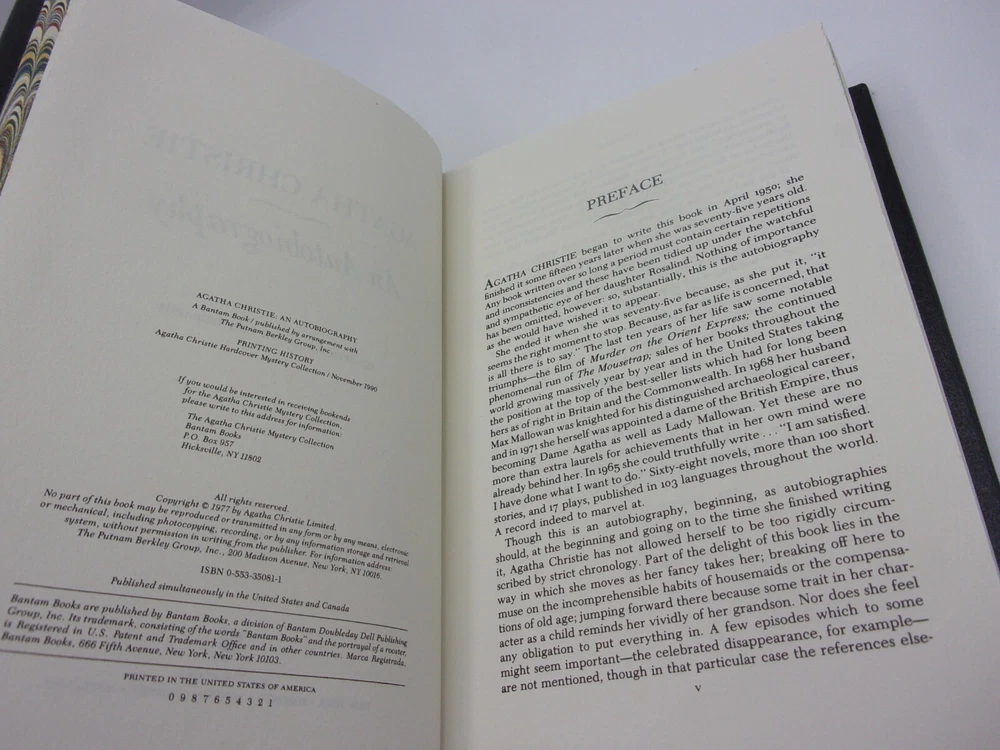 AGATHA CHRISTIE: AN AUTOBIOGRAPHY
A Bantam Book / published by arrangement with
The Putnam Berkley Group, Inc.
PRINTING HISTORY
Agatha Christie Hardcover Mystery Collection / November 1990
If you would be interested in receiving bookends
for the Agatha Christie Mystery Collection,
please write to this address for information:
The Agatha Christie Mystery Collection
Bantam Books
P.O. Box 957
Hicksville, NY 11802
All rights reserved.
Copyright © 1977 by Agatha Christie Limited.
No part of this book may be reproduced or transmitted in any form or by any means, electronic
or mechanical, including photocopying, recording, or by any information storage and retrieval
system, without permission in writing from the publisher. For information address:
The Putnam Berkley Group, Inc., 200 Madison Avenue, New York, NY 10016.
ISBN 0-553-35081-1
Published simultaneously in the United States and Canada
Bantam Books are published by Bantam Books, a division of Bantam Doubleday Dell Publishing
Group, Inc. Its trademark, consisting of the words "Bantam Books" and the portrayal of a rooster,
is Registered in U.S. Patent and Trademark Office and in other countries. Marca Registrada.
Bantam Books, 666 Fifth Avenue, New York, New York 10103.
PRINTED IN THE UNITED STATES OF AMERICA
0 9 8 7 6 5 4 3 2 1
PREFACE
AGATHA CHRISTIE began to write this book in April 1950; she
finished it some fifteen years later when she was seventy-five years old.
Any book written over so long a period must contain certain repetitions
and inconsistencies and these have been tidied up under the watchful
and sympathetic eye of her daughter Rosalind. Nothing of importance
has been omitted, however: so, substantially, this is the autobiography
as she would have wished it to appear.
She ended it when she was seventy-five because, as she put it, "it
seems the right moment to stop. Because, as far as life is concerned, that
is all there is to say." The last ten years of her life saw some notable
triumphs—the film of Murder on the Orient Express; the continued
phenomenal run of The Mousetrap; sales of her books throughout the
world growing massively year by year and in the United States taking
the position at the top of the best-seller lists which had for long been
hers as of right in Britain and the Commonwealth. In 1968 her husband
Max Mallowan was knighted for his distinguished archaeological career,
and in 1971 she herself was appointed a dame of the British Empire, thus
becoming Dame Agatha as well as Lady Mallowan. Yet these are no
more than extra laurels for achievements that in her own mind were
already behind her. In 1965 she could truthfully write . . . "I am satisfied.
I have done what I want to do." Sixty-eight novels, more than 100 short
stories, and 17 plays, published in 103 languages throughout the world.
A record indeed to marvel at.
Though this is an autobiography, beginning, as autobiographies
should, at the beginning and going on to the time she finished writing
it, Agatha Christie has not allowed herself to be too rigidly circum-
scribed by strict chronology. Part of the delight of this book lies in the
way in which she moves as her fancy takes her; breaking off here to
muse on the incomprehensible habits of housemaids or the compensa-
tions of old age; jumping forward there because some trait in her char-
acter as a child reminds her vividly of her grandson. Nor does she feel
any obligation to put everything in. A few episodes which to some
might seem important—the celebrated disappearance, for example—
are not mentioned, though in that particular case the references else-
v